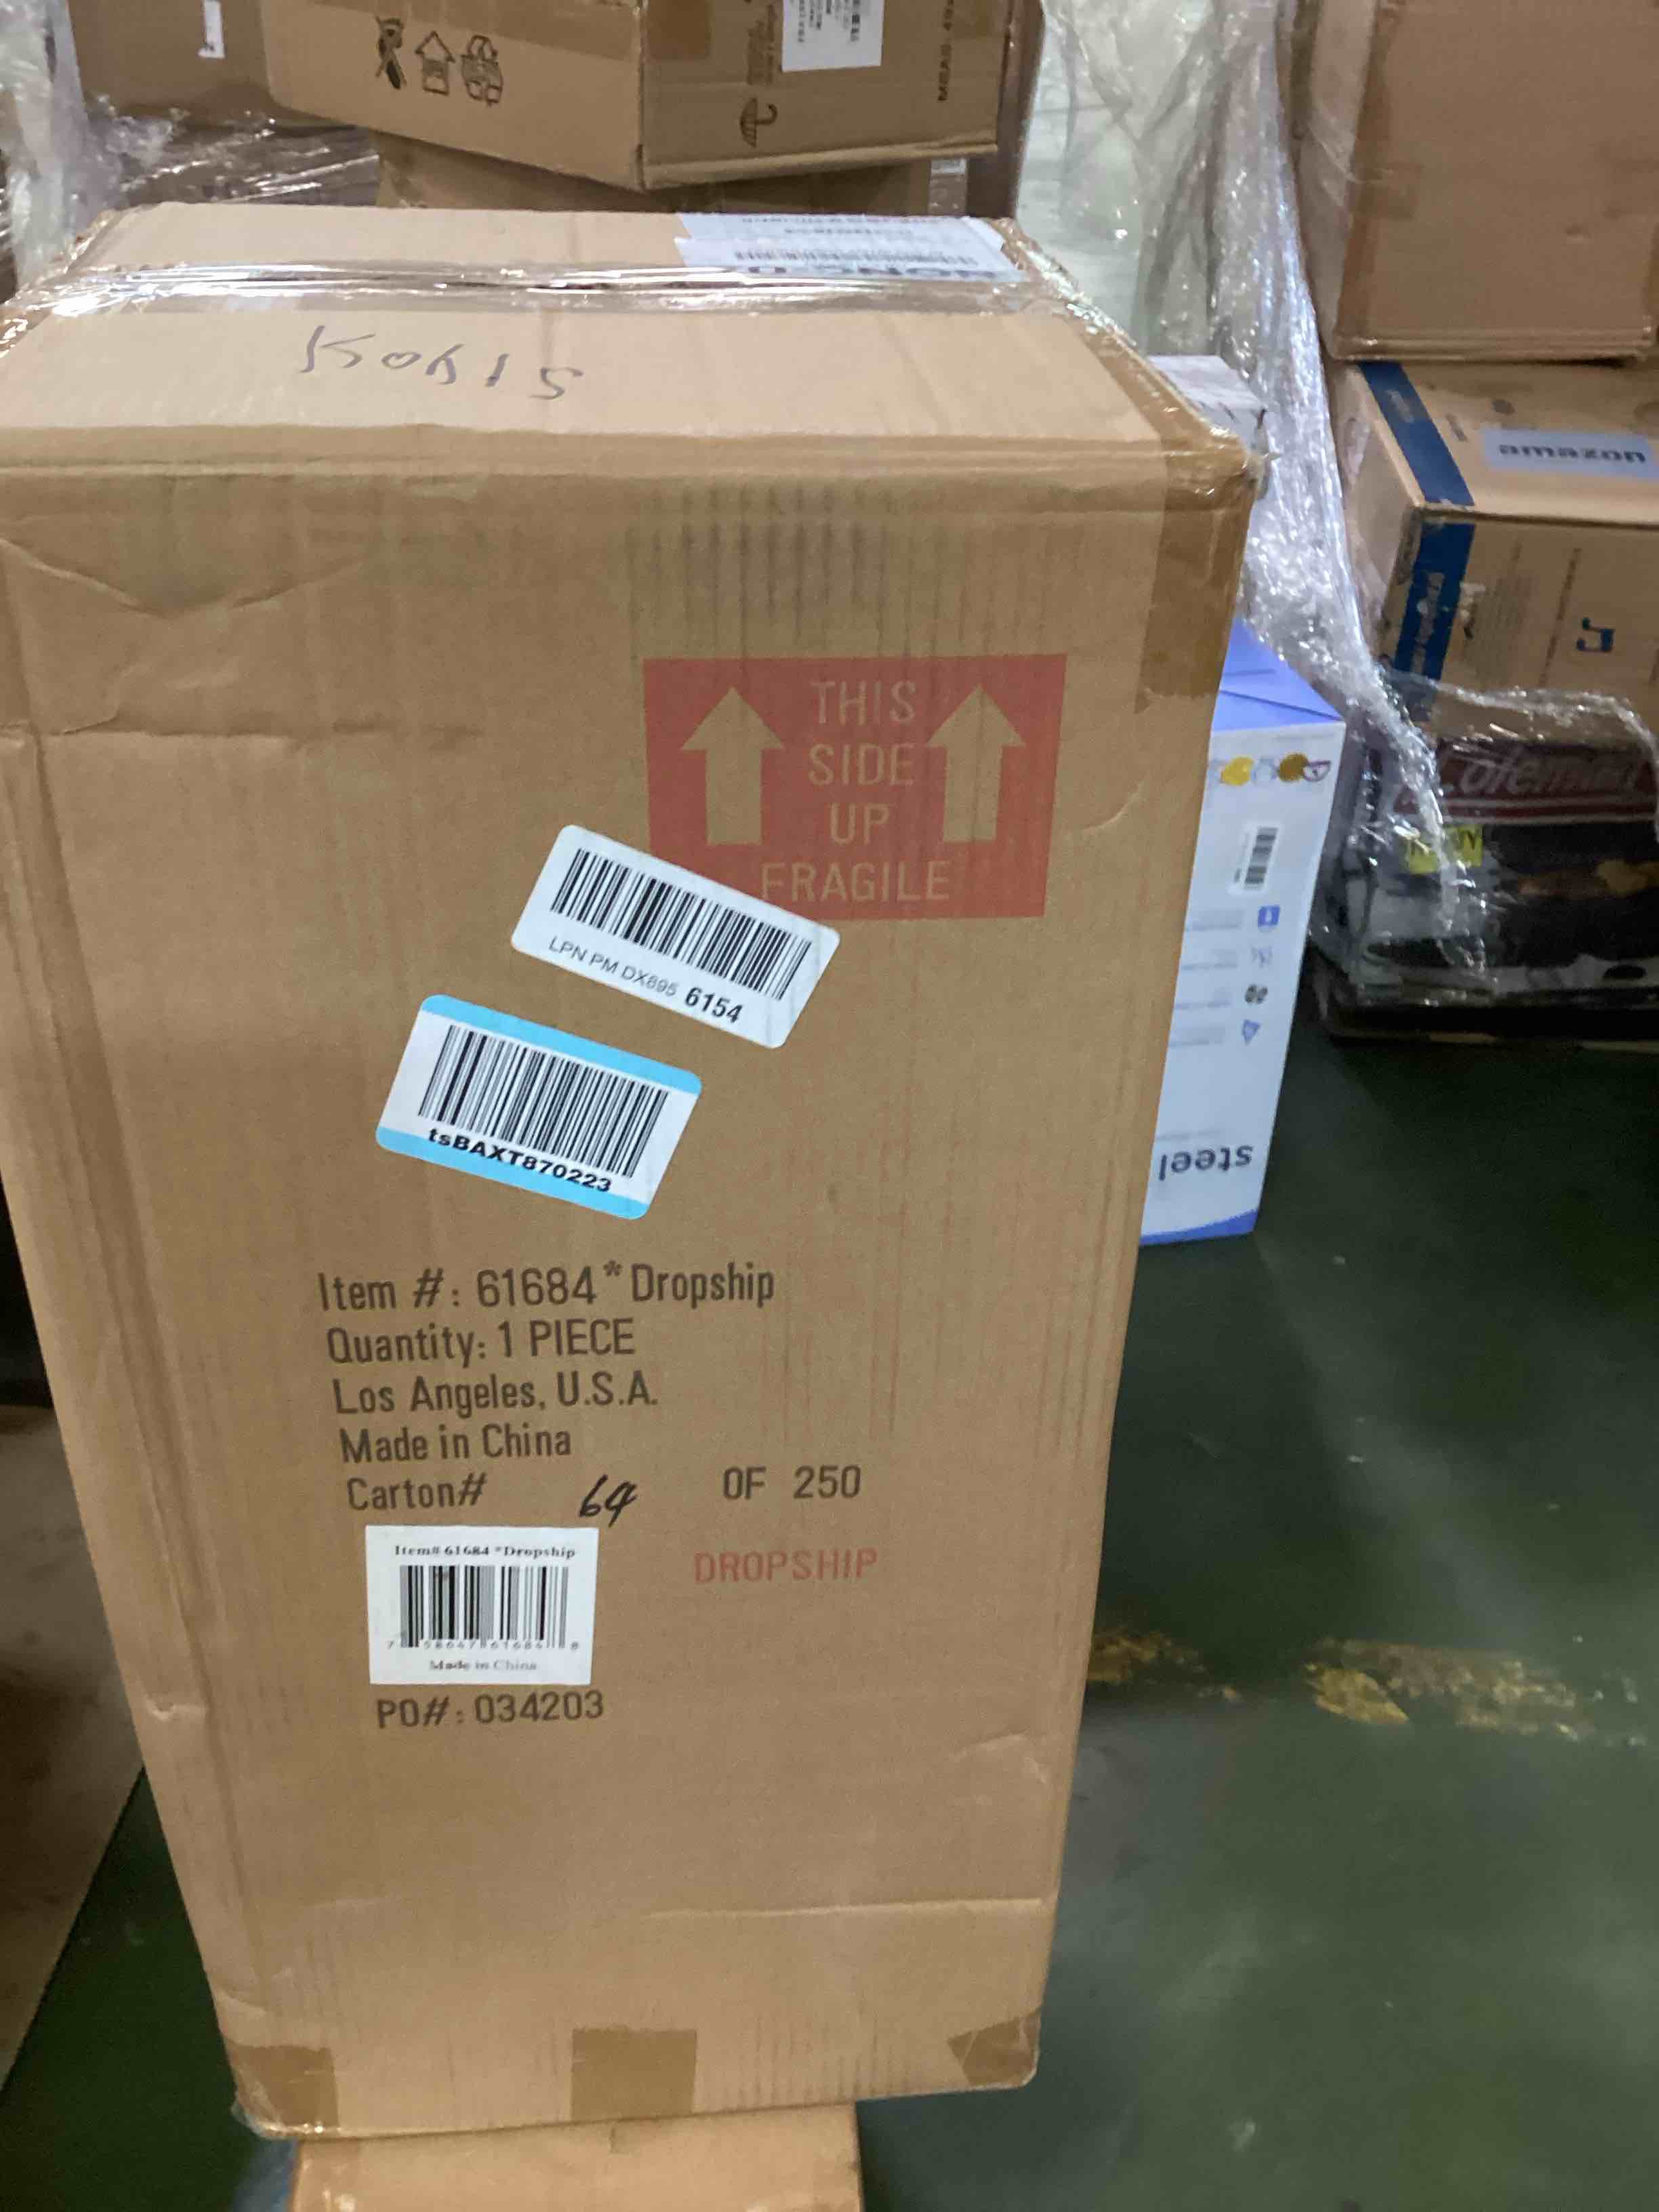 THIS
SIDE
UP
FRAGILE
LPN PM DX895 6154
tsBAXT870223
Item #: 61684*Dropship
Quantity: 1 PIECE
Los Angeles, U.S.A.
Made in China
Carton# 64 OF 250
DROPSHIP
Item# 61684 *Dropship
Made in China
PO#: 034203
amazon
Coleman
steel